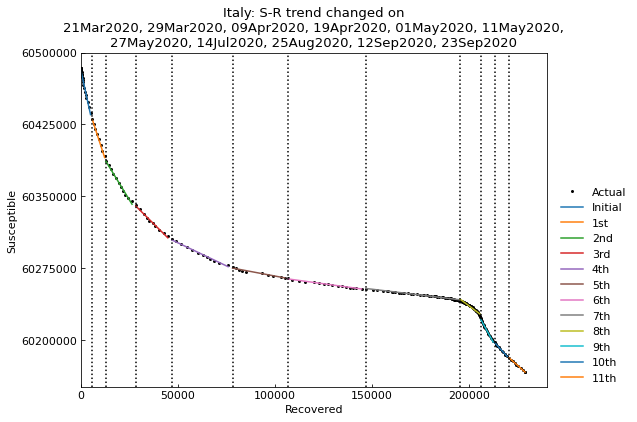 Italy: S-R trend changed on
21Mar2020, 29Mar2020, 09Apr2020, 19Apr2020, 01May2020, 11May2020,
27May2020, 14Jul2020, 25Aug2020, 12Sep2020, 23Sep2020
60500000
60425000
60350000
60275000
60200000
Susceptible
0
50000
100000
150000
200000
Recovered
Actual
Initial
1st
2nd
3rd
4th
5th
6th
7th
8th
9th
10th
11th